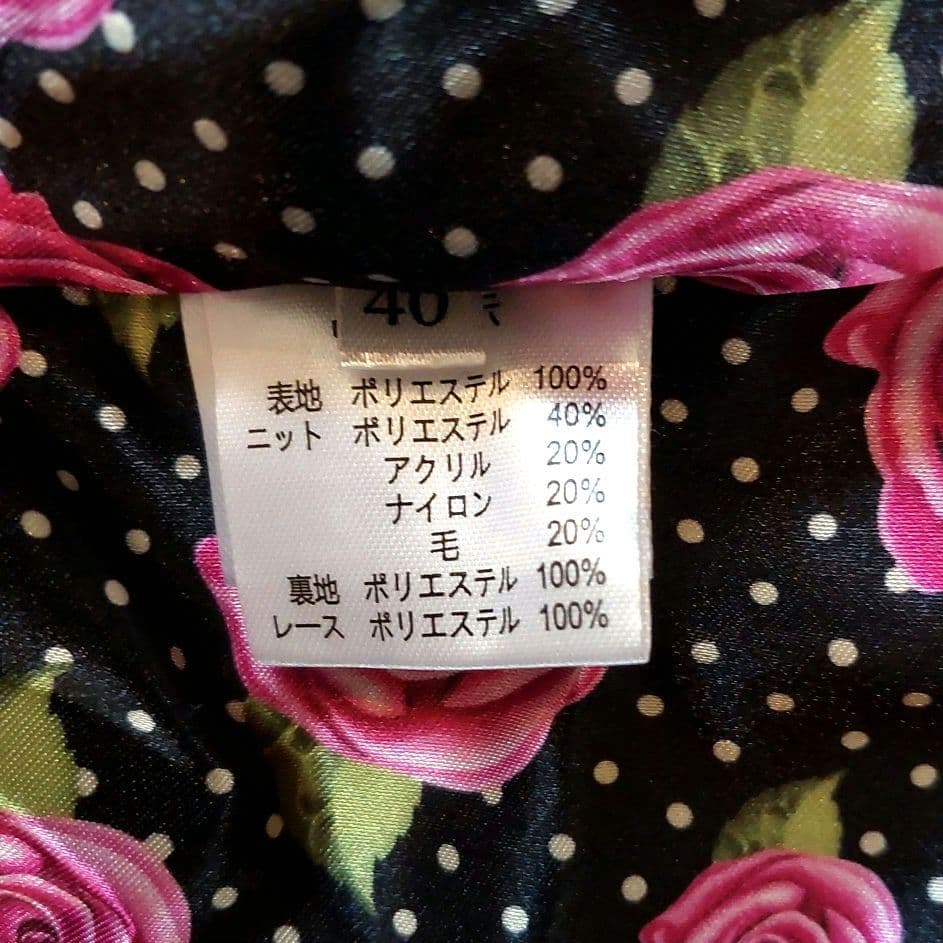 40
表地 ポリエステル 100%
ニット ポリエステル 40%
アクリル 20%
ナイロン 20%
毛 20%
裏地 ポリエステル 100%
レース ポリエステル 100%